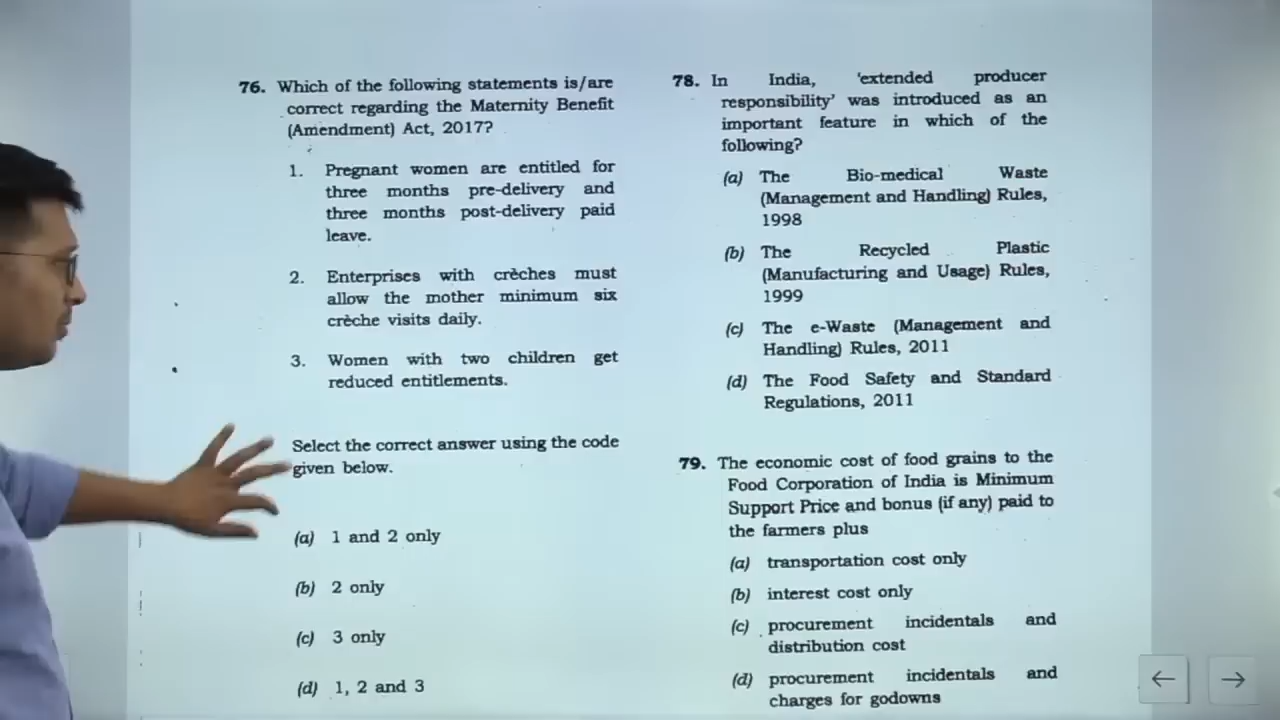 76. Which of the following statements is/are
correct regarding the Maternity Benefit
(Amendment) Act, 2017?
1. Pregnant women are entitled for
three months pre-delivery and
three months post-delivery paid
leave.
2. Enterprises with crèches must
allow the mother minimum six
crèche visits daily.
3. Women with two children get
reduced entitlements.
Select the correct answer using the code
given below.
(a) 1 and 2 only
(b) 2 only
(c) 3 only
(d) 1, 2 and 3
78. In India, 'extended producer
responsibility' was introduced as an
important feature in which of the
following?
(a) The Bio-medical Waste
(Management and Handling) Rules,
1998
(b) The Recycled Plastic
(Manufacturing and Usage) Rules,
1999
(c) The e-Waste (Management and
Handling) Rules, 2011
(d) The Food Safety and Standard
Regulations, 2011
79. The economic cost of food grains to the
Food Corporation of India is Minimum
Support Price and bonus (if any) paid to
the farmers plus
(a) transportation cost only
(b) interest cost only
(c) procurement incidentals and
distribution cost
(d) procurement incidentals and
charges for godowns